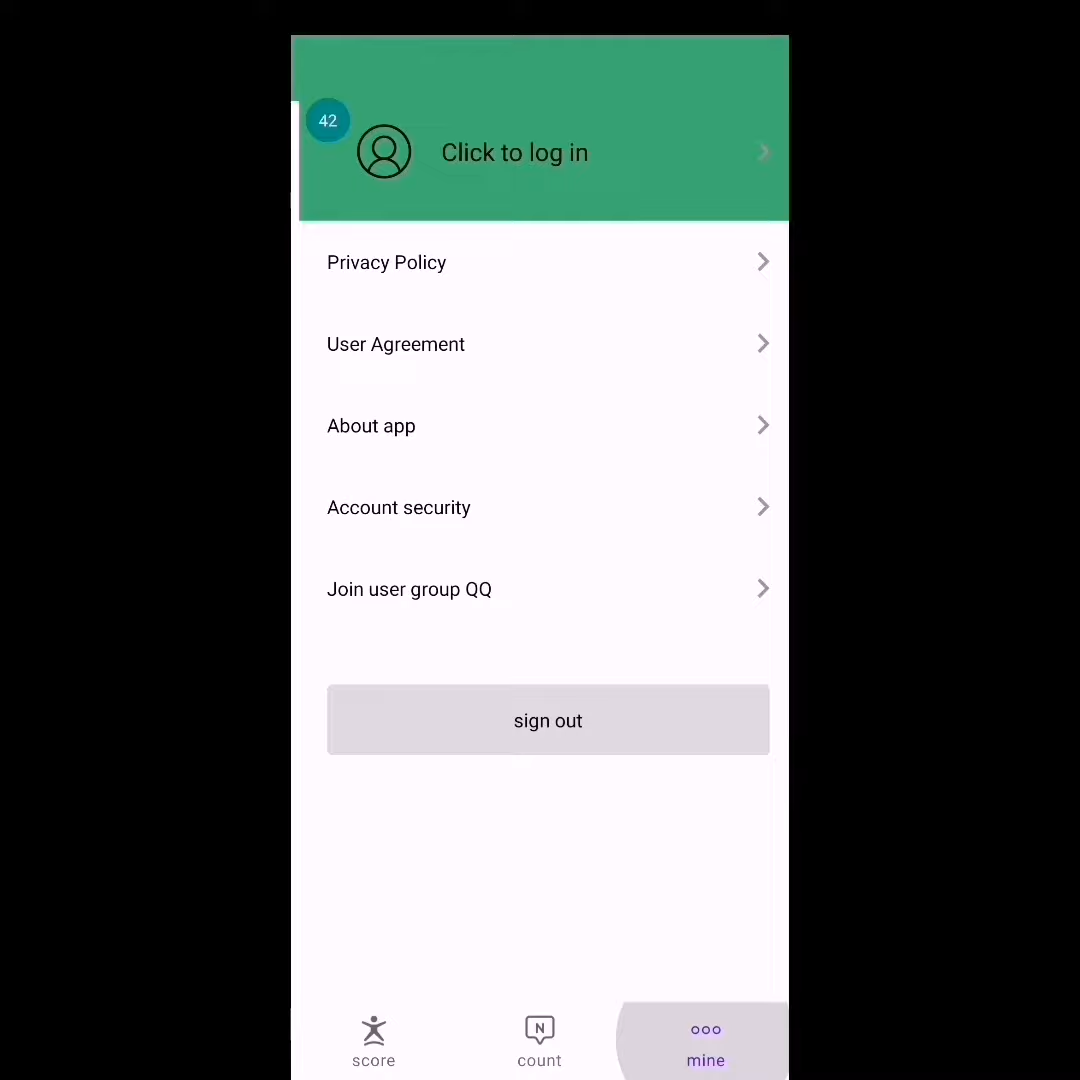 42
Click to log in
Privacy Policy
User Agreement
About app
Account security
Join user group QQ
sign out
N
score
count
mine